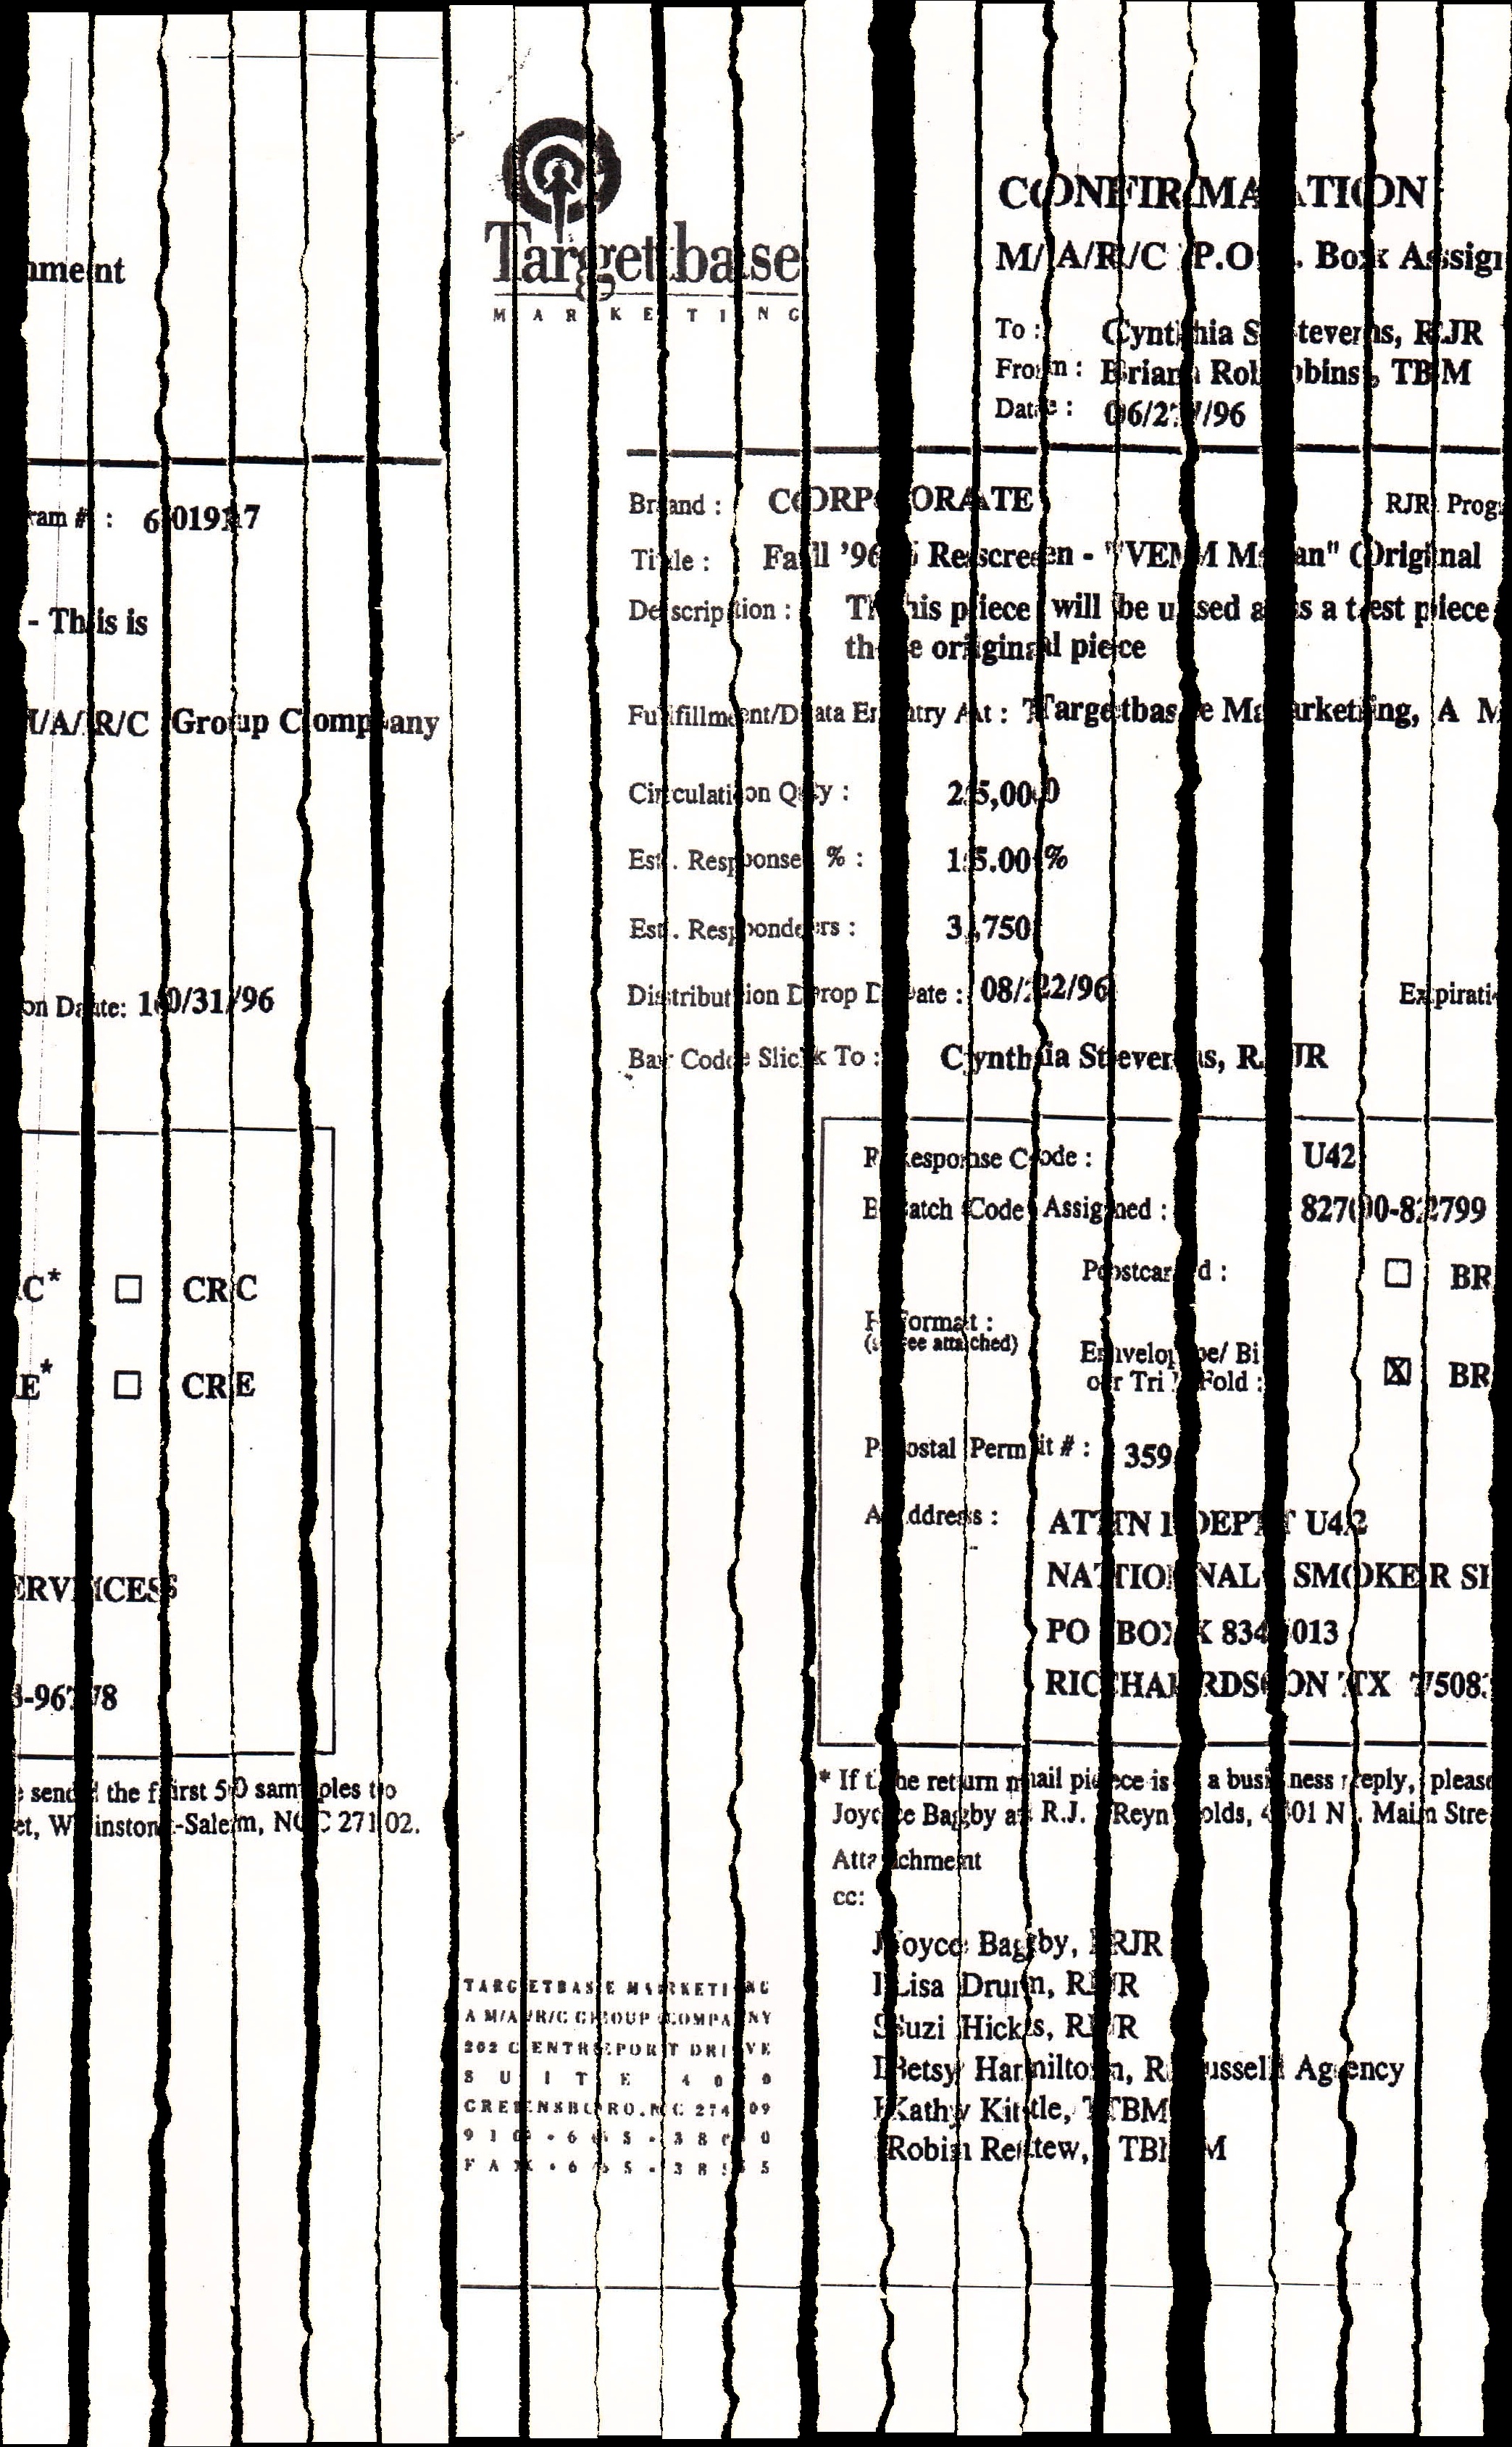 Targetbase
MARKETING
CONFIRMATION
M/A/R/C P.O. Box Assignment
To : Cynthia Stevens, RJR
From : Brian Robbins, TBM
Date : 06/27/96
Brand : CORPORATE RJR Program # : 601917
Title : Fall '96 Rescreen - "VEM Man" Original
Description : This piece will be used as a test piece - This is
the original piece
Fulfillment/Data Entry At : Targetbase Marketing, A M/A/R/C Group Company
Circulation Qty : 25,000
Est. Response % : 15.00%
Est. Responders : 3,750
Distribution Drop Date : 08/22/96 Expiration Date: 10/31/96
Bar Code Slick To : Cynthia Stevens, RJR
Response Code : U42
Batch Code Assigned : 82700-82799
Postcard : ☐ BRC* ☐ CRC
Format :
(see attached)
Envelope/ Bi
or Tri Fold : ☒ BRE* ☐ CRE
Postal Permit # : 359
Address : ATTN DEPT U42
NATIONAL SMOKER SERVICES
PO BOX 834013
RICHARDSON TX 75083-9678
* If the return mail piece is a business reply, please send the first 50 samples to
Joyce Bagby at R.J. Reynolds, 401 N. Main Street, Winston-Salem, NC 27102.
Attachment
cc:
Joyce Bagby, RJR
Lisa Drum, RJR
Suzi Hicks, RJR
Betsy Hamilton, Russell Agency
Kathy Kittle, TBM
Robin Rettew, TBM
TARGETBASE MARKETING
A M/A/R/C GROUP COMPANY
202 CENTREPORT DRIVE
SUITE 400
GREENSBORO, NC 27409
910·665·3800
FAX·665·3855